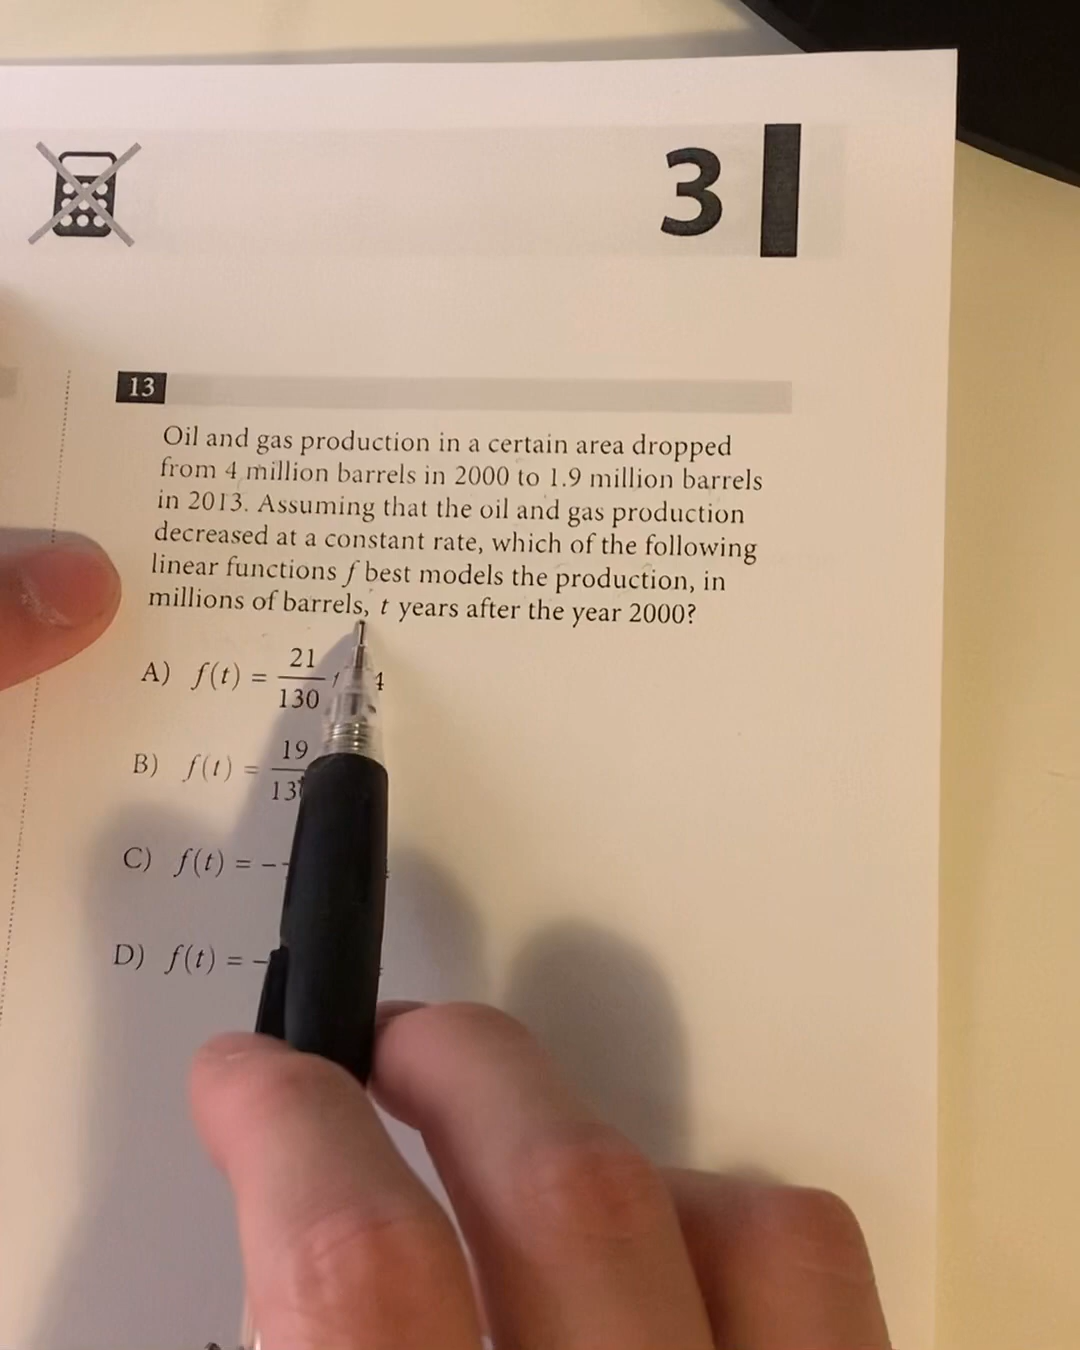 3
13
Oil and gas production in a certain area dropped
from 4 million barrels in 2000 to 1.9 million barrels
in 2013. Assuming that the oil and gas production
decreased at a constant rate, which of the following
linear functions f best models the production, in
millions of barrels, t years after the year 2000?
A) f(t) = 21/130 4
B) f(t) = 19
C) f(t) = -
D) f(t) = -